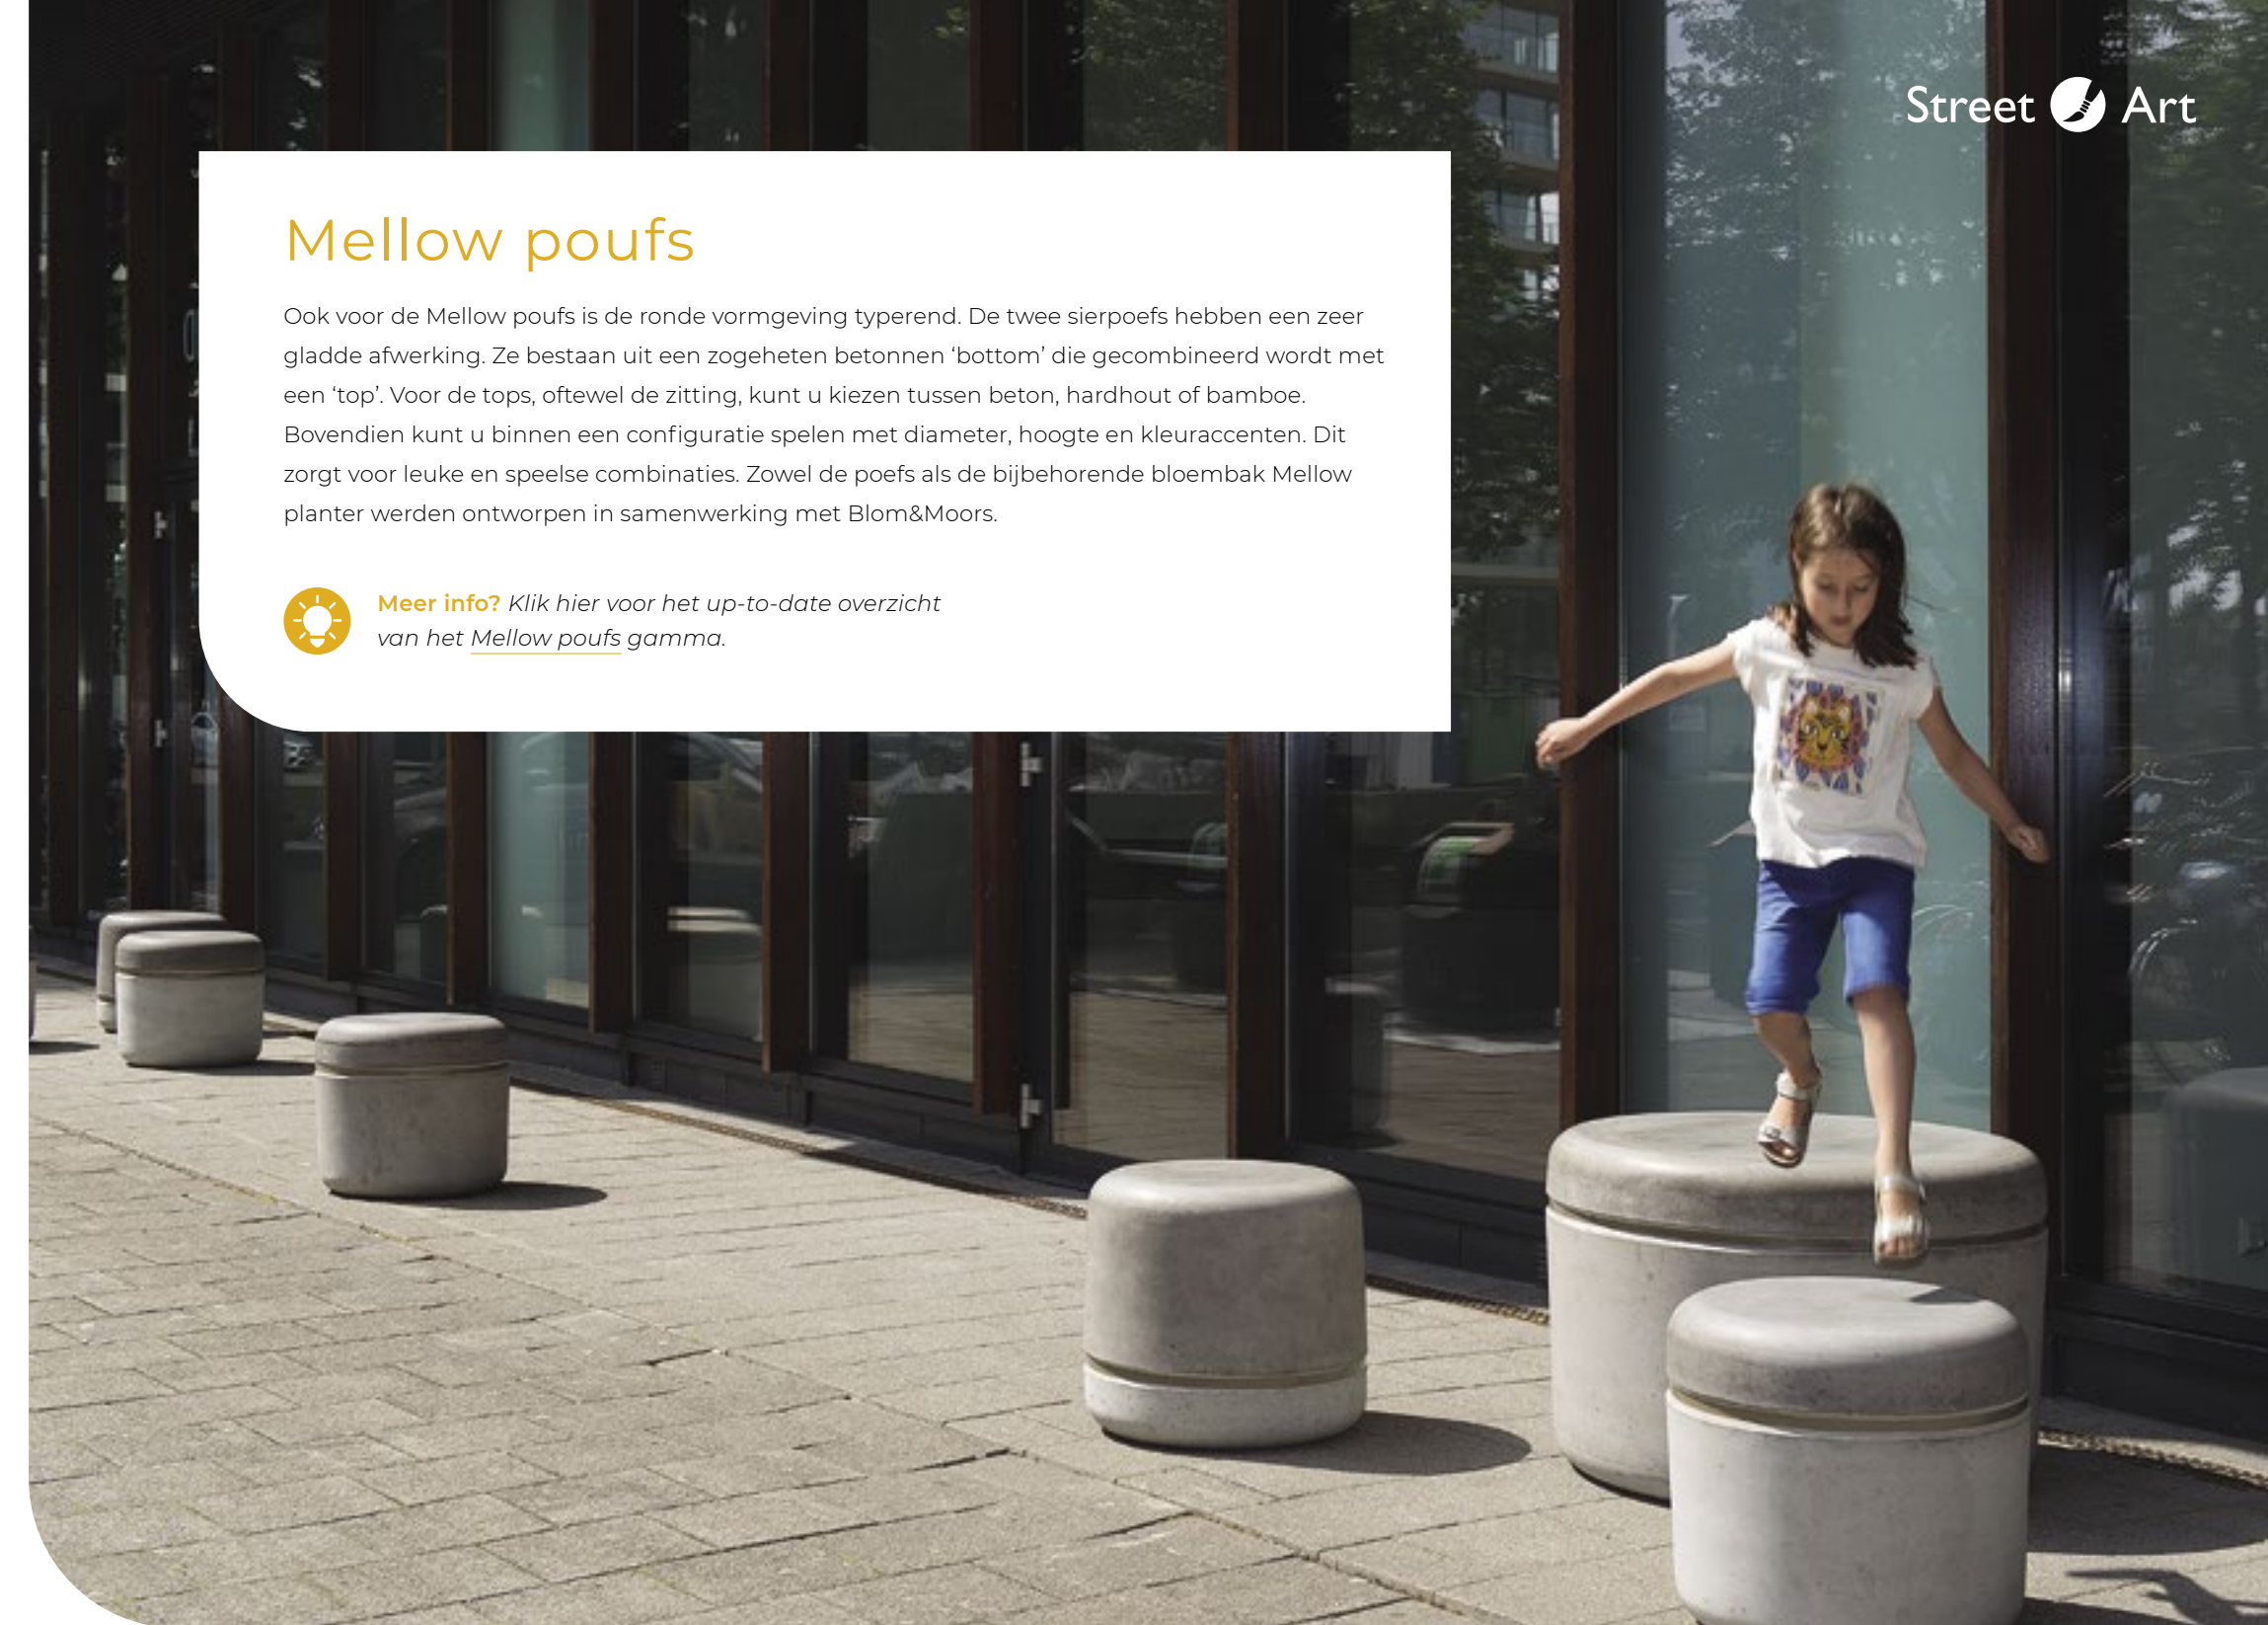 Street Art
Mellow poufs
Ook voor de Mellow poufs is de ronde vormgeving typerend. De twee sierpoefs hebben een zeer
gladde afwerking. Ze bestaan uit een zogeheten betonnen ‘bottom’ die gecombineerd wordt met
een ‘top’. Voor de tops, oftewel de zitting, kunt u kiezen tussen beton, hardhout of bamboe.
Bovendien kunt u binnen een configuratie spelen met diameter, hoogte en kleuraccenten. Dit
zorgt voor leuke en speelse combinaties. Zowel de poefs als de bijbehorende bloembak Mellow
planter werden ontworpen in samenwerking met Blom&Moors.
Meer info? Klik hier voor het up-to-date overzicht
van het Mellow poufs gamma.